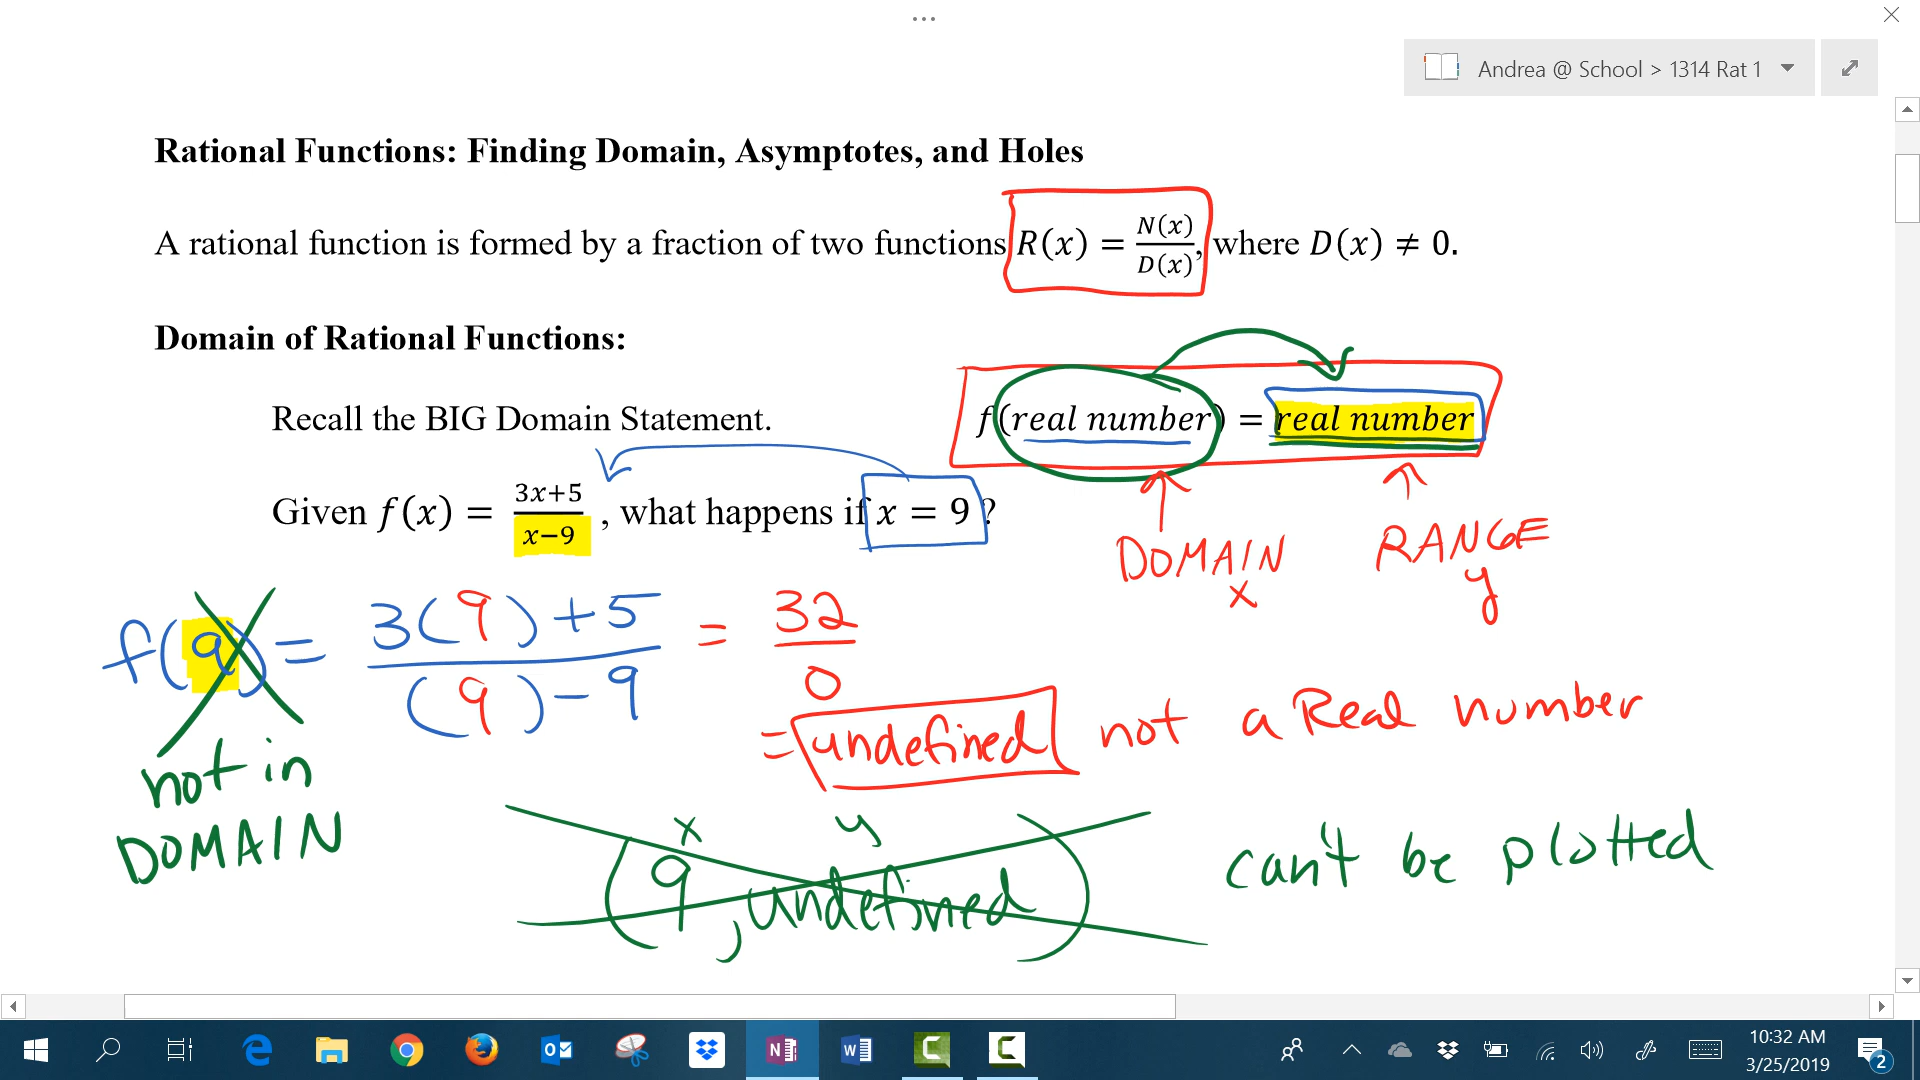 Andrea @ School > 1314 Rat 1
Rational Functions: Finding Domain, Asymptotes, and Holes
A rational function is formed by a fraction of two functions R(x) = N(x)/D(x), where D(x) ≠ 0.
Domain of Rational Functions:
Recall the BIG Domain Statement. f(real number) = real number
Given f(x) = 3x+5/x−9 , what happens if x = 9 ?
DOMAIN
x
RANGE
y
f(9) = 3(9)+5/(9)−9 = 32/0
= undefined not a Real number
not in
DOMAIN
x y
(9, undefined) can't be plotted
10:32 AM
3/25/2019
2